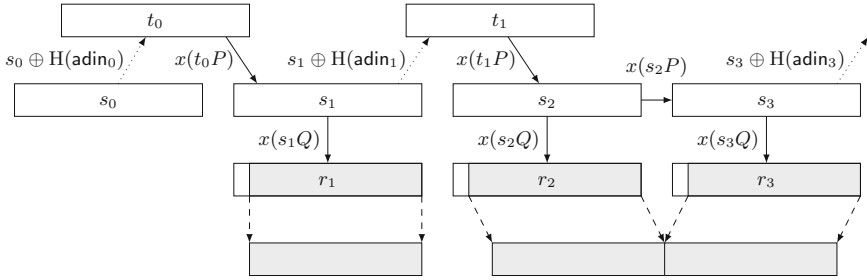 t₀ t₁
s₀ ⊕ H(adin₀) x(t₀P) s₁ ⊕ H(adin₁) x(t₁P) x(s₂P) s₃ ⊕ H(adin₃)
s₀ s₁ s₂ s₃
x(s₁Q) x(s₂Q) x(s₃Q)
r₁ r₂ r₃